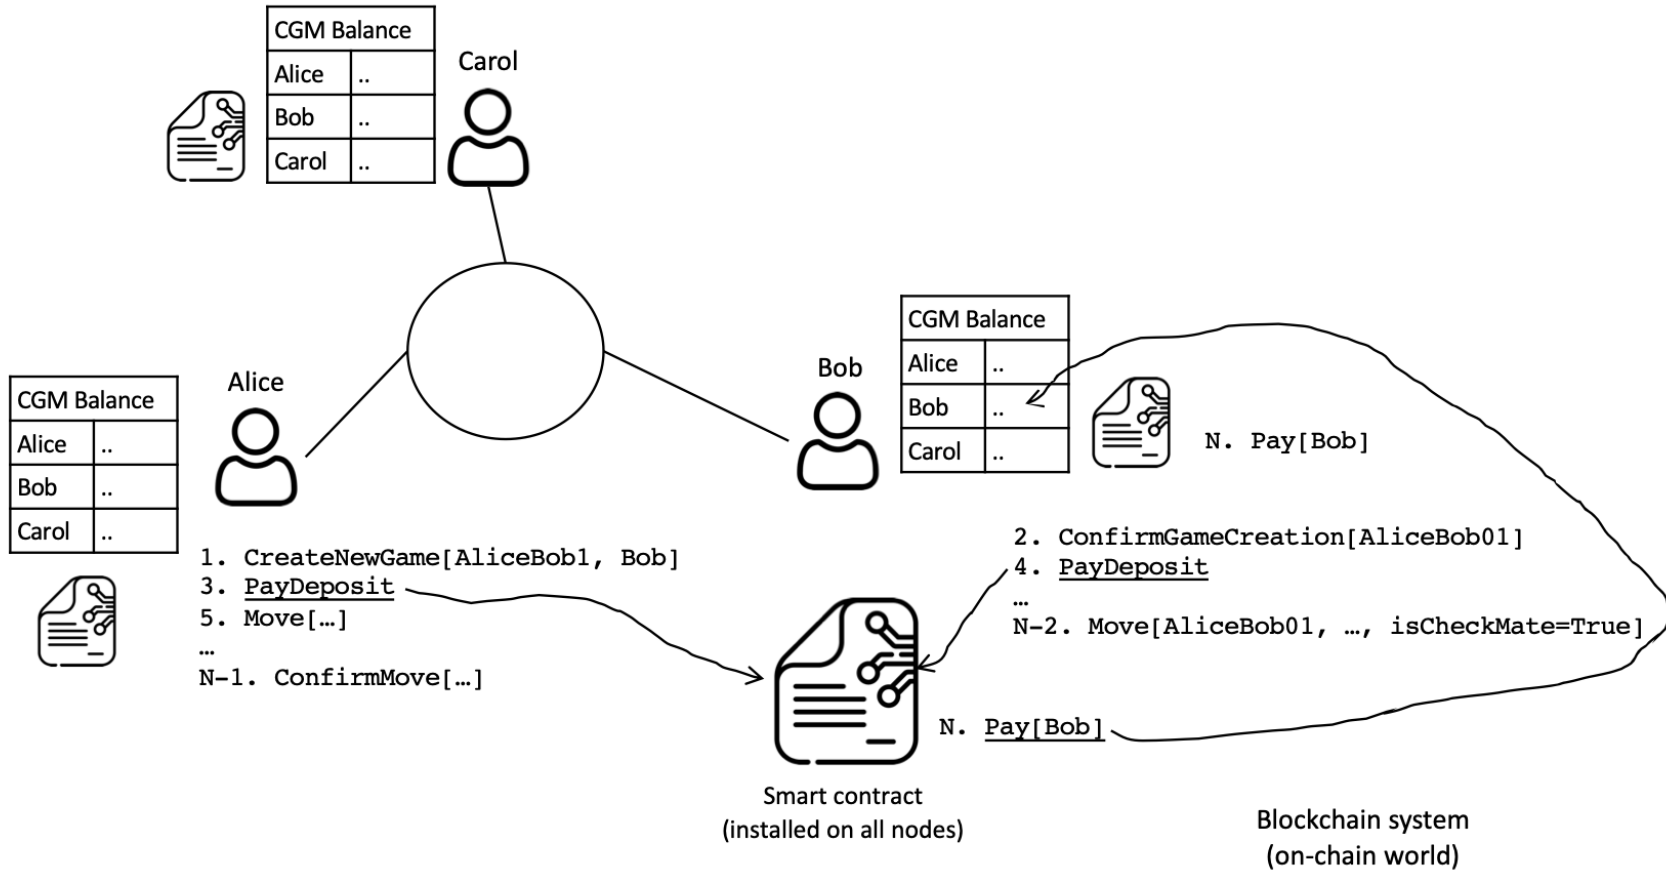 CGM Balance
Alice ..
Bob ..
Carol ..
Carol
CGM Balance
Alice ..
Bob ..
Carol ..
Alice
1. CreateNewGame[AliceBob1, Bob]
3. PayDeposit
5. Move[…]
…
N-1. ConfirmMove[…]
Bob
CGM Balance
Alice ..
Bob ..
Carol ..
N. Pay[Bob]
2. ConfirmGameCreation[AliceBob01]
4. PayDeposit
…
N-2. Move[AliceBob01, …, isCheckMate=True]
N. Pay[Bob]
Smart contract
(installed on all nodes)
Blockchain system
(on-chain world)